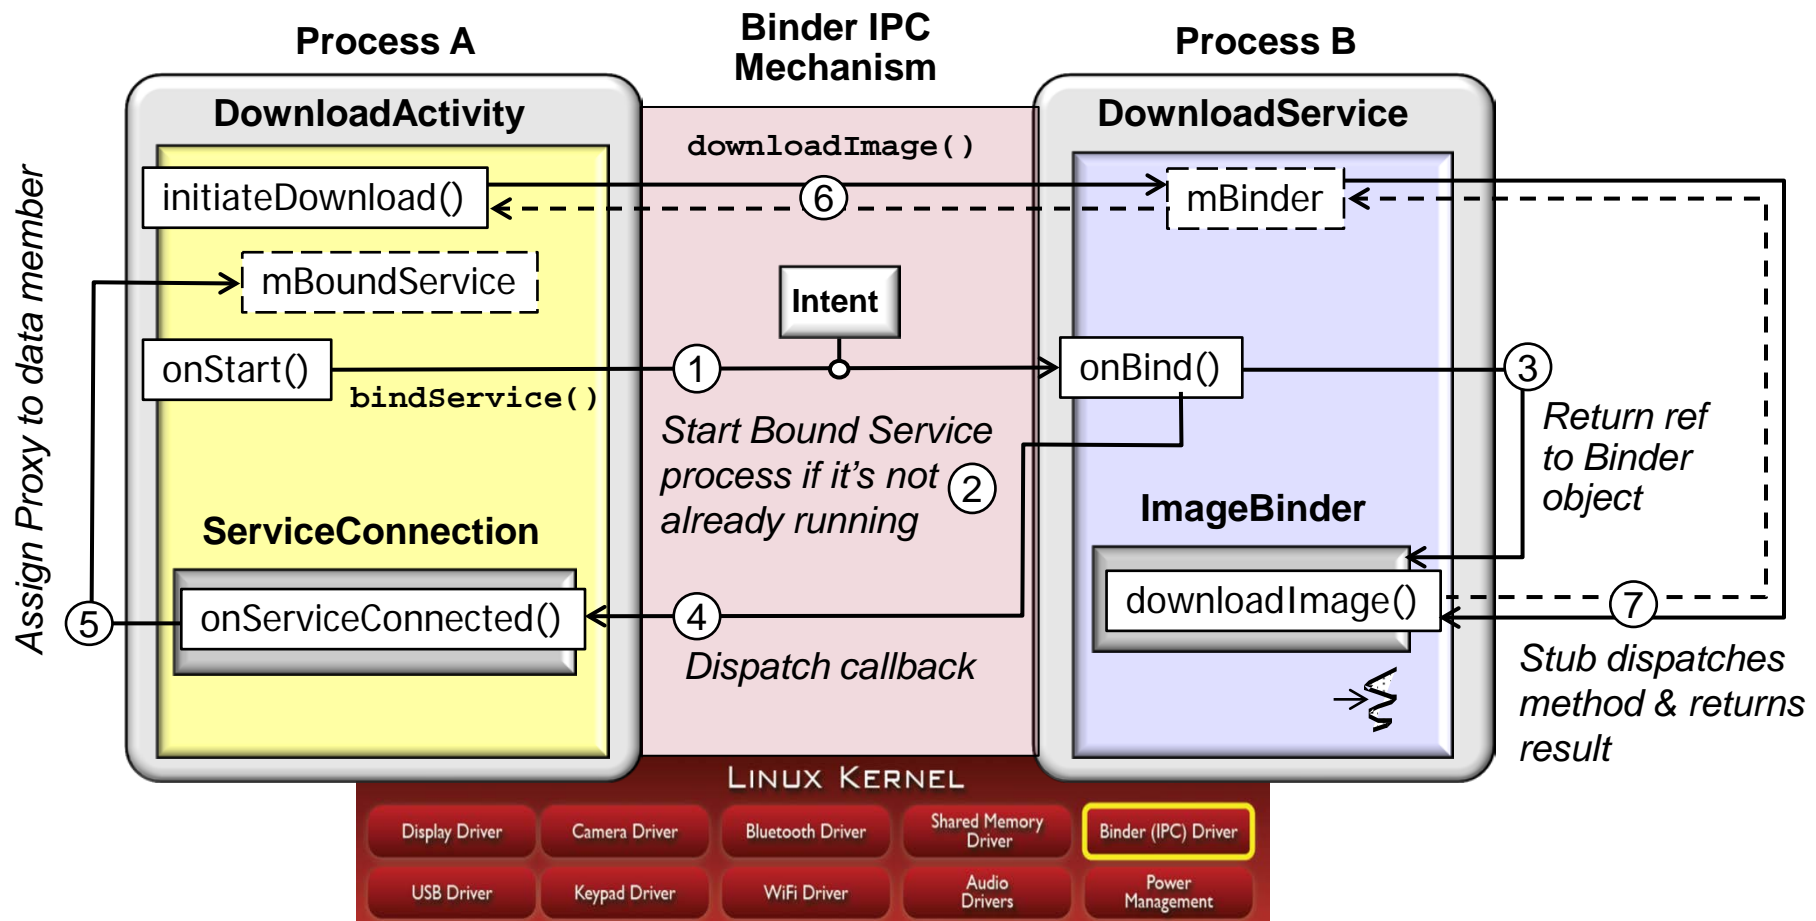 Process A
Binder IPC
Mechanism
Process B
DownloadActivity
DownloadService
downloadImage()
initiateDownload()
6
mBinder
mBoundService
Intent
onStart()
1
bindService()
onBind()
3
Start Bound Service
process if it's not
already running
2
Return ref
to Binder
object
ServiceConnection
ImageBinder
onServiceConnected()
4
5
downloadImage()
7
Dispatch callback
Stub dispatches
method & returns
result
Assign Proxy to data member
LINUX KERNEL
Display Driver
Camera Driver
Bluetooth Driver
Shared Memory
Driver
Binder (IPC) Driver
USB Driver
Keypad Driver
WiFi Driver
Audio
Drivers
Power
Management